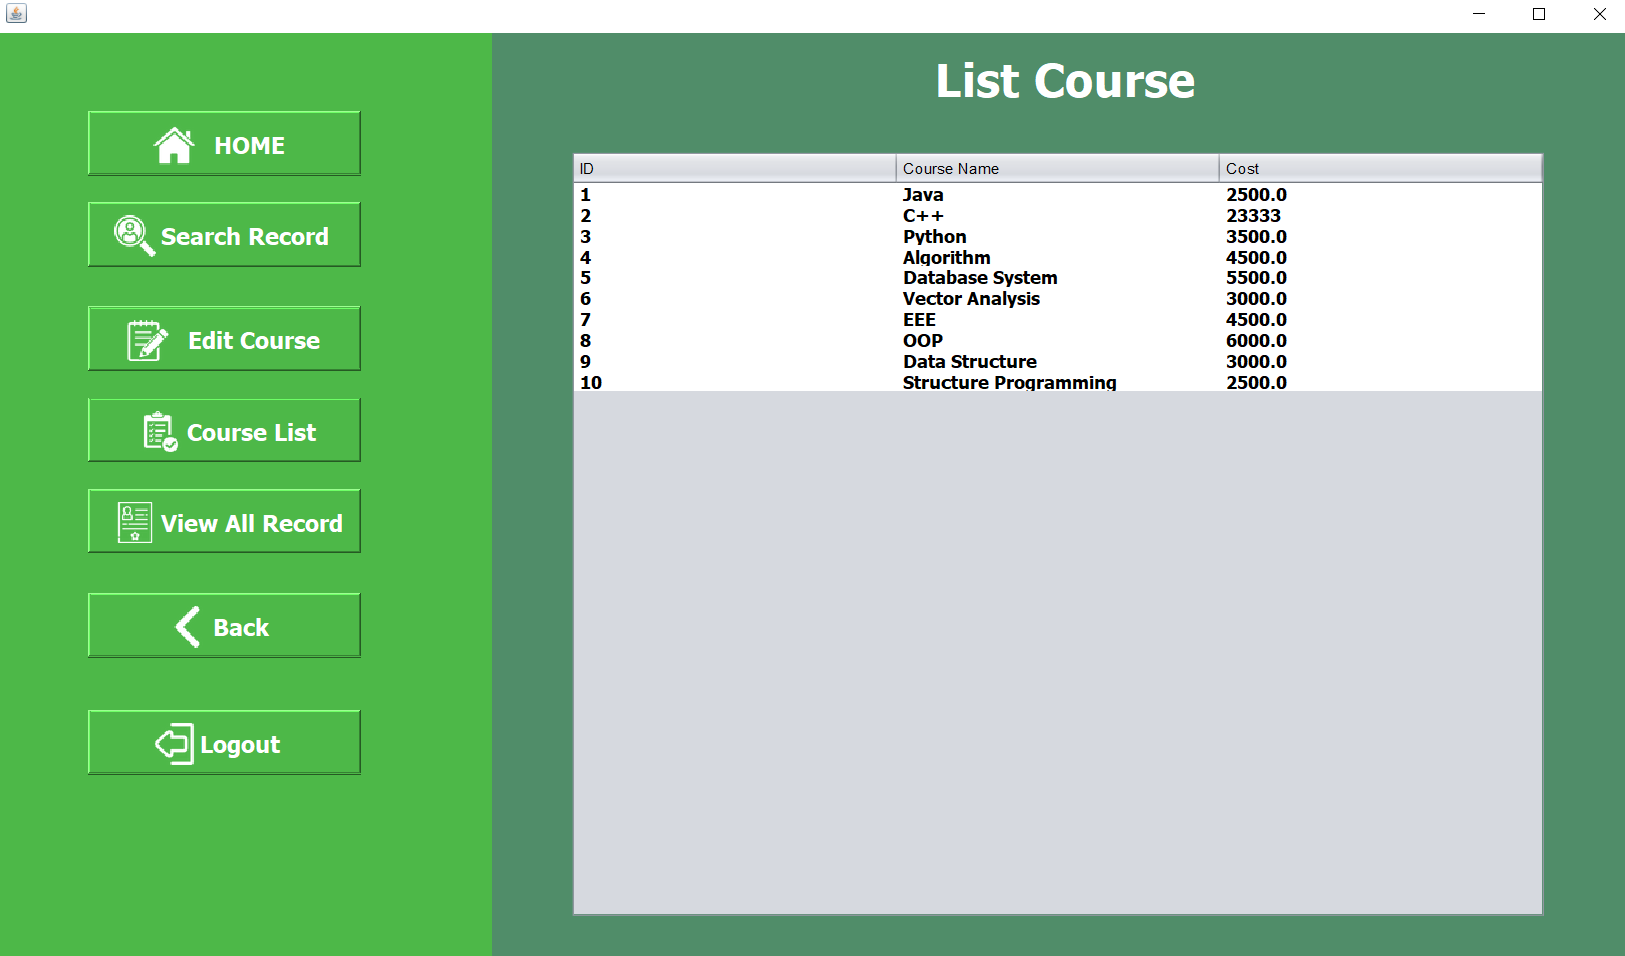 List Course
HOME
Search Record
Edit Course
Course List
View All Record
Back
Logout
ID Course Name Cost
1 Java 2500.0
2 C++ 23333
3 Python 3500.0
4 Algorithm 4500.0
5 Database System 5500.0
6 Vector Analysis 3000.0
7 EEE 4500.0
8 OOP 6000.0
9 Data Structure 3000.0
10 Structure Programming 2500.0